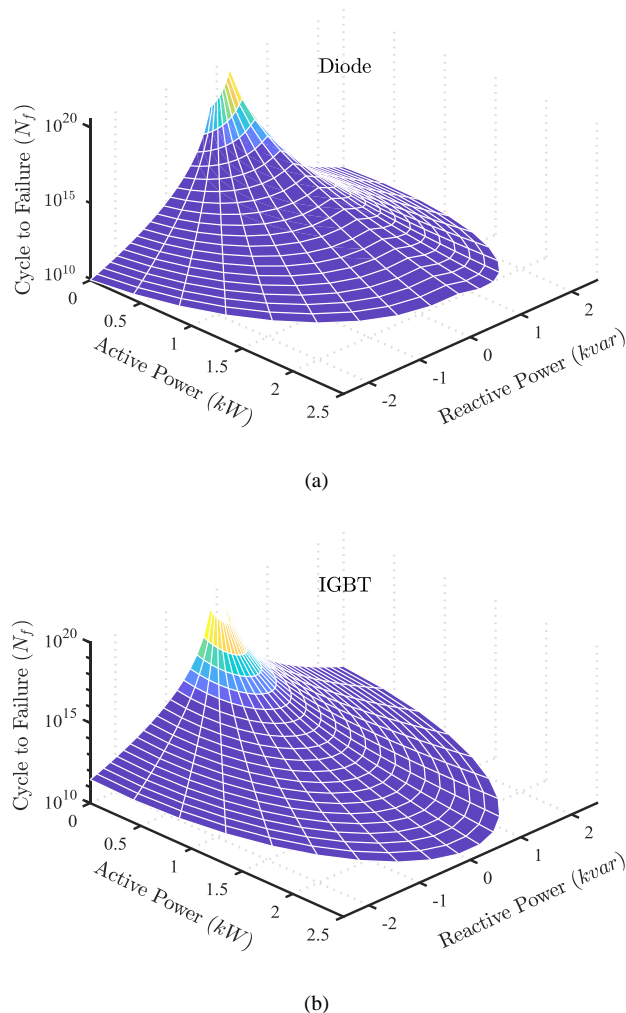 Diode
Cycle to Failure (N_f)
10^20
10^15
10^10
0
0.5
1
1.5
2
2.5
Active Power (kW)
-2
-1
0
1
2
Reactive Power (kvar)
(a)
IGBT
Cycle to Failure (N_f)
10^20
10^15
10^10
0
0.5
1
1.5
2
2.5
Active Power (kW)
-2
-1
0
1
2
Reactive Power (kvar)
(b)